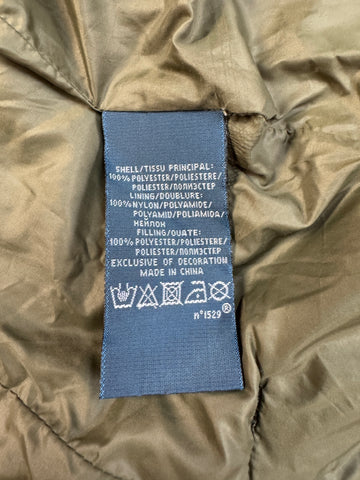 SHELL/TISSU PRINCIPAL:
100% POLYESTER/POLIESTERE/
POLIESTER/ПОЛИЭСТЕР
LINING/DOUBLURE:
100% NYLON/POLYAMIDE/
POLYAMID/POLIAMIDA/
НЕЙЛОН
FILLING/OUATE:
100% POLYESTER/POLIESTERE/
POLIESTER/ПОЛИЭСТЕР
EXCLUSIVE OF DECORATION
MADE IN CHINA
n°1529®